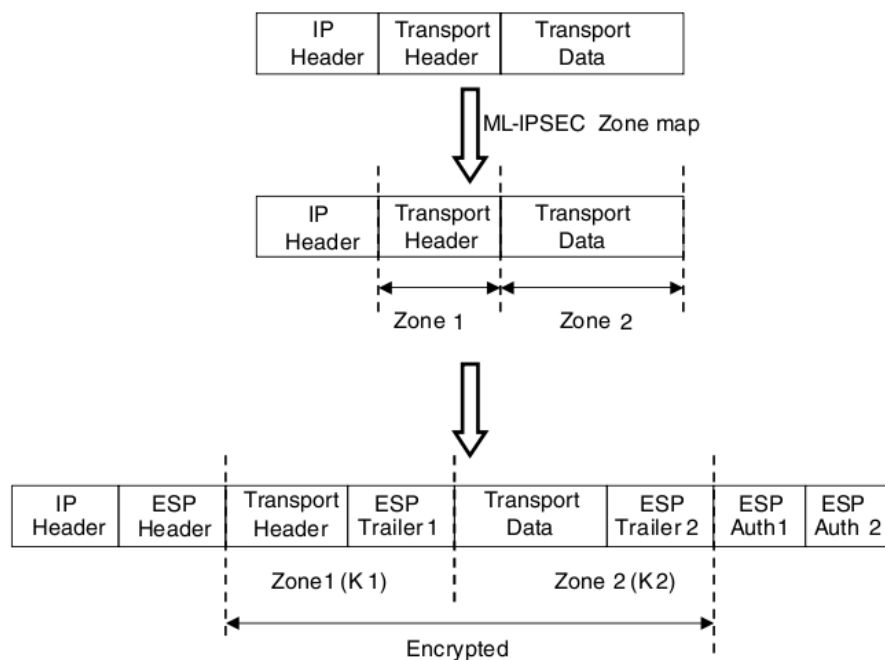 IP Header
Transport Header
Transport Data
ML-IPSEC Zone map
IP Header
Transport Header
Transport Data
Zone 1
Zone 2
IP Header
ESP Header
Transport Header
ESP Trailer 1
Transport Data
ESP Trailer 2
ESP Auth 1
ESP Auth 2
Zone1 (K1)
Zone 2 (K2)
Encrypted